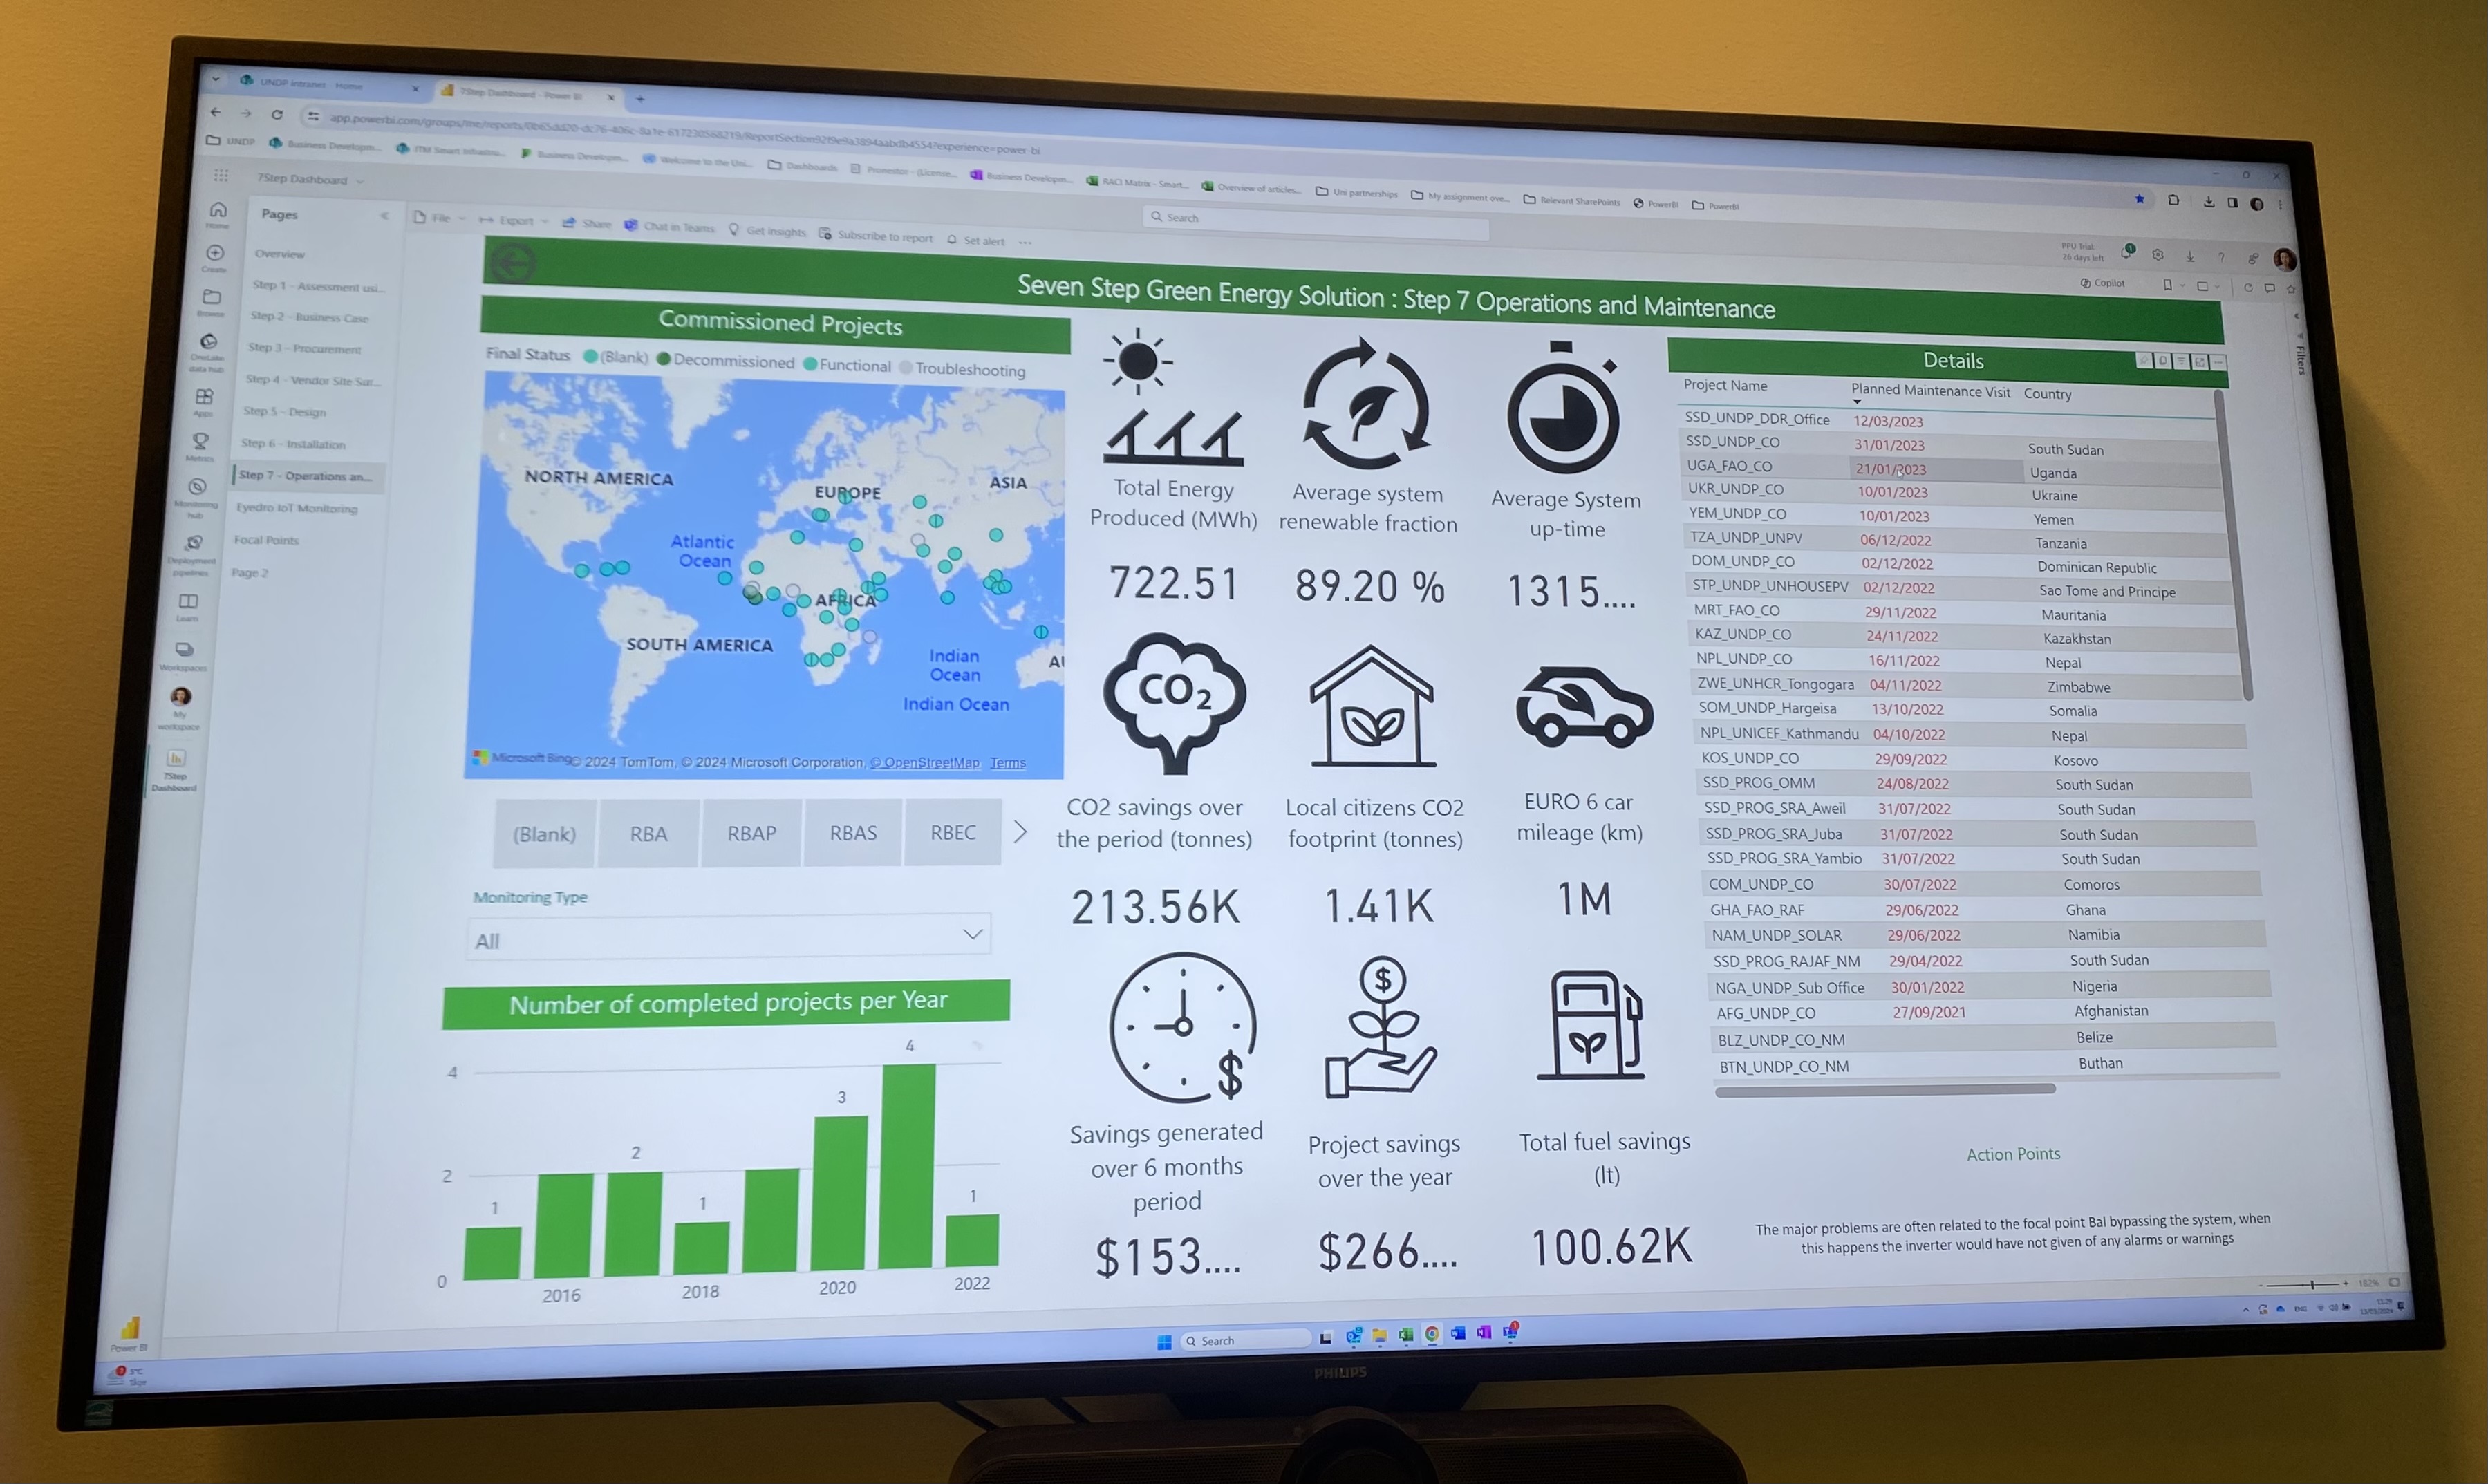 UNDP Intranet - Home
7Step Dashboard - Power BI
UNDP
Business Developm...
ITM Smart Infrastru...
Business Developm...
Welcome to the Uni...
Dashboards
Business Developm...
RACI Matrix - Smart...
Overview of articles...
Uni partnerships
My assignment ove...
Relevant SharePoints
PowerBI
PowerBI
7Step Dashboard
Search
PPU Trial:
26 days left
File
Export
Share
Chat in Teams
Get insights
Subscribe to report
Set alert
...
Copilot
Home
Create
Browse
OneLake
data hub
Apps
Metrics
Monitoring
hub
Deployment
pipelines
Learn
Workspaces
My
workspace
7Step
Dashboard
Power BI
Pages
Overview
Step 1 - Assessment usi...
Step 2 - Business Case
Step 3 - Procurement
Step 4 - Vendor Site Sur...
Step 5 - Design
Step 6 - Installation
Step 7 - Operations an...
Eyedro IoT Monitoring
Focal Points
Page 2
Filters
Seven Step Green Energy Solution : Step 7 Operations and Maintenance
Commissioned Projects
Final Status (Blank) Decommissioned Functional Troubleshooting
NORTH AMERICA
EUROPE
ASIA
Atlantic
Ocean
AFRICA
SOUTH AMERICA
Indian
Ocean
Indian Ocean
AU
Microsoft Bing © 2024 TomTom, © 2024 Microsoft Corporation, © OpenStreetMap Terms
(Blank)
RBA
RBAP
RBAS
RBEC
Monitoring Type
All
Number of completed projects per Year
4
2
0
1
2
1
3
4
1
2016
2018
2020
2022
Total Energy
Produced (MWh)
722.51
Average system
renewable fraction
89.20 %
Average System
up-time
1315....
CO2
CO2 savings over
the period (tonnes)
213.56K
Local citizens CO2
footprint (tonnes)
1.41K
EURO 6 car
mileage (km)
1M
$
Savings generated
over 6 months
period
$153....
$
Project savings
over the year
$266....
Total fuel savings
(lt)
100.62K
Details
Project Name Planned Maintenance Visit Country
SSD_UNDP_DDR_Office 12/03/2023
SSD_UNDP_CO 31/01/2023 South Sudan
UGA_FAO_CO 21/01/2023 Uganda
UKR_UNDP_CO 10/01/2023 Ukraine
YEM_UNDP_CO 10/01/2023 Yemen
TZA_UNDP_UNPV 06/12/2022 Tanzania
DOM_UNDP_CO 02/12/2022 Dominican Republic
STP_UNDP_UNHOUSEPV 02/12/2022 Sao Tome and Principe
MRT_FAO_CO 29/11/2022 Mauritania
KAZ_UNDP_CO 24/11/2022 Kazakhstan
NPL_UNDP_CO 16/11/2022 Nepal
ZWE_UNHCR_Tongogara 04/11/2022 Zimbabwe
SOM_UNDP_Hargeisa 13/10/2022 Somalia
NPL_UNICEF_Kathmandu 04/10/2022 Nepal
KOS_UNDP_CO 29/09/2022 Kosovo
SSD_PROG_OMM 24/08/2022 South Sudan
SSD_PROG_SRA_Aweil 31/07/2022 South Sudan
SSD_PROG_SRA_Juba 31/07/2022 South Sudan
SSD_PROG_SRA_Yambio 31/07/2022 South Sudan
COM_UNDP_CO 30/07/2022 Comoros
GHA_FAO_RAF 29/06/2022 Ghana
NAM_UNDP_SOLAR 29/06/2022 Namibia
SSD_PROG_RAJAF_NM 29/04/2022 South Sudan
NGA_UNDP_Sub Office 30/01/2022 Nigeria
AFG_UNDP_CO 27/09/2021 Afghanistan
BLZ_UNDP_CO_NM Belize
BTN_UNDP_CO_NM Buthan
Action Points
The major problems are often related to the focal point Bal bypassing the system, when
this happens the inverter would have not given of any alarms or warnings
Search
ENG
PHILIPS